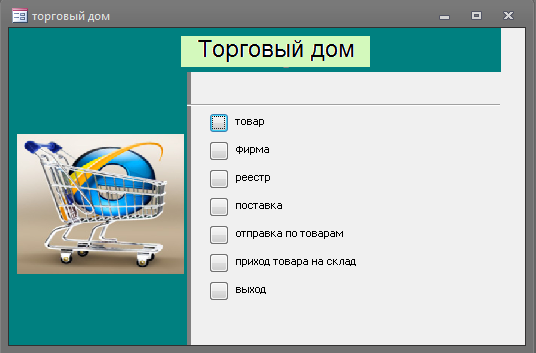 торговый дом
Торговый дом
товар
фирма
реестр
поставка
отправка по товарам
приход товара на склад
выход